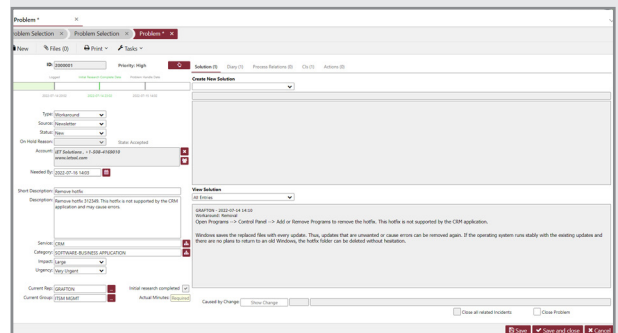 Problem * ×
oblem Selection × Problem Selection × Problem * ×
New Files (0) Print Tasks
ID: 2000001 Priority: High
Solution (1) Diary (1) Process Relations (0) CIs (1) Actions (0)
Create New Solution
Type: Workaround
Source: Newsletter
Status: New
On Hold Reason: State: Accepted
Account: iET Solutions , +1-508-4160010
www.ietsol.com
Needed By: 2022-07-16 14:03
Short Description: Remove hotfix
Description: Remove hotfix 312349. This hotfix is not supported by the CRM
application and may cause errors.
View Solution
All Entries
GRAFTON - 2022-07-14 14:10
Workaround: Removal
Open Programs --> Control Panel --> Add or Remove Programs to remove the hotfix. This hotfix is not supported by the CRM application.
Windows saves the replaced files with every update. Thus, updates that are unwanted or cause errors can be removed again. If the operating system runs stably with the existing updates and
there are no plans to return to an old Windows, the hotfix folder can be deleted without hesitation.
Service: CRM
Category: SOFTWARE-BUSINESS APPLICATION
Impact: Large
Urgency: Very Urgent
Current Rep: GRAFTON ... Initial research completed
Current Group: ITSM MGMT ... Actual Minutes: Required
Caused by Change: Show Change
Close all related Incidents Close Problem
Save Save and close Cancel